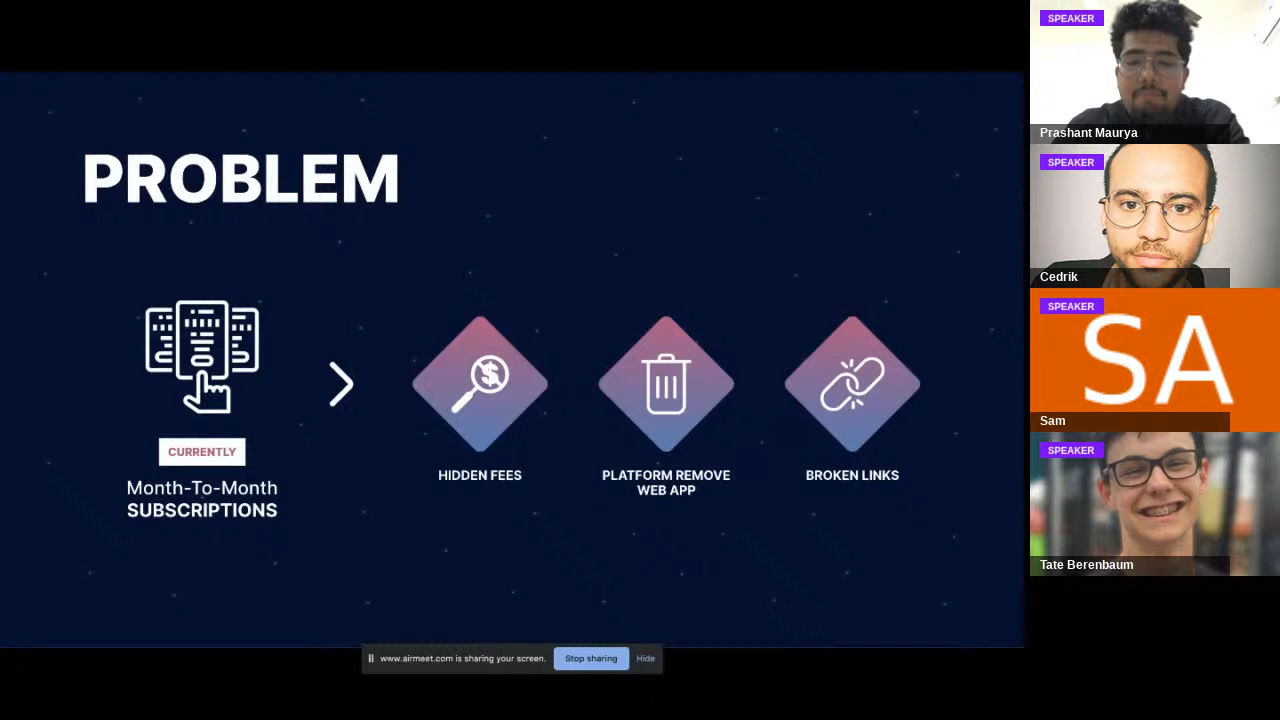 PROBLEM
CURRENTLY
Month-To-Month
SUBSCRIPTIONS
$
HIDDEN FEES
PLATFORM REMOVE
WEB APP
BROKEN LINKS
www.airmeet.com is sharing your screen.
Stop sharing
Hide
SPEAKER
Prashant Maurya
SPEAKER
Cedrik
SPEAKER
SA
Sam
SPEAKER
Tate Berenbaum